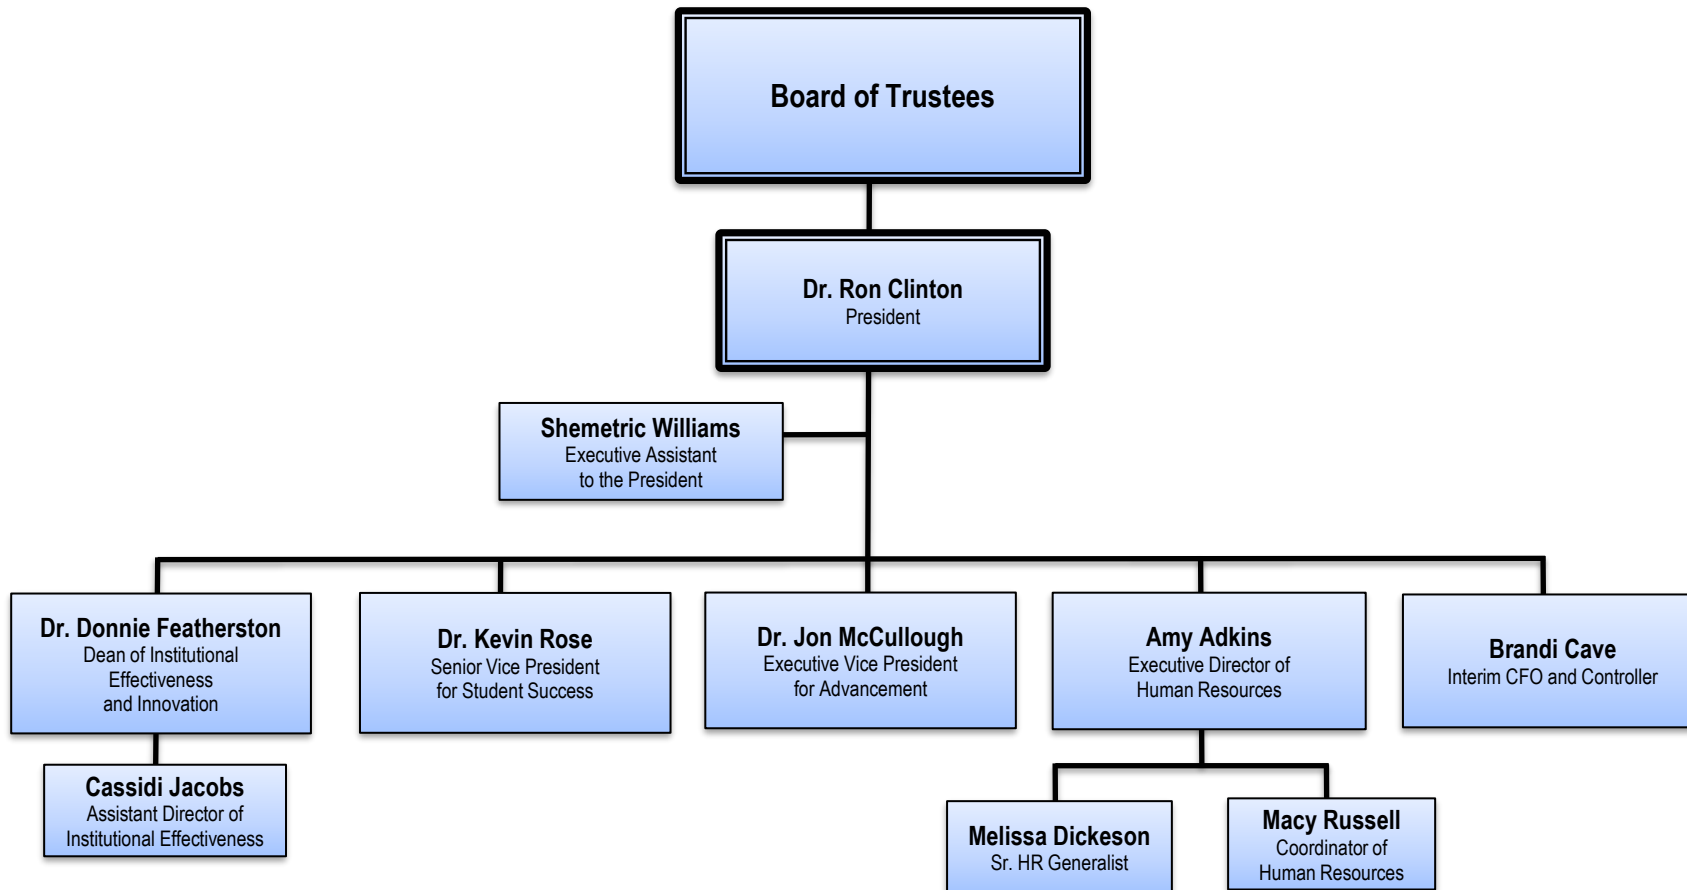 Board of Trustees
Dr. Ron Clinton
President
Shemetric Williams
Executive Assistant
to the President
Dr. Donnie Featherston
Dean of Institutional
Effectiveness
and Innovation
Dr. Kevin Rose
Senior Vice President
for Student Success
Dr. Jon McCullough
Executive Vice President
for Advancement
Amy Adkins
Executive Director of
Human Resources
Brandi Cave
Interim CFO and Controller
Cassidi Jacobs
Assistant Director of
Institutional Effectiveness
Melissa Dickeson
Sr. HR Generalist
Macy Russell
Coordinator of
Human Resources